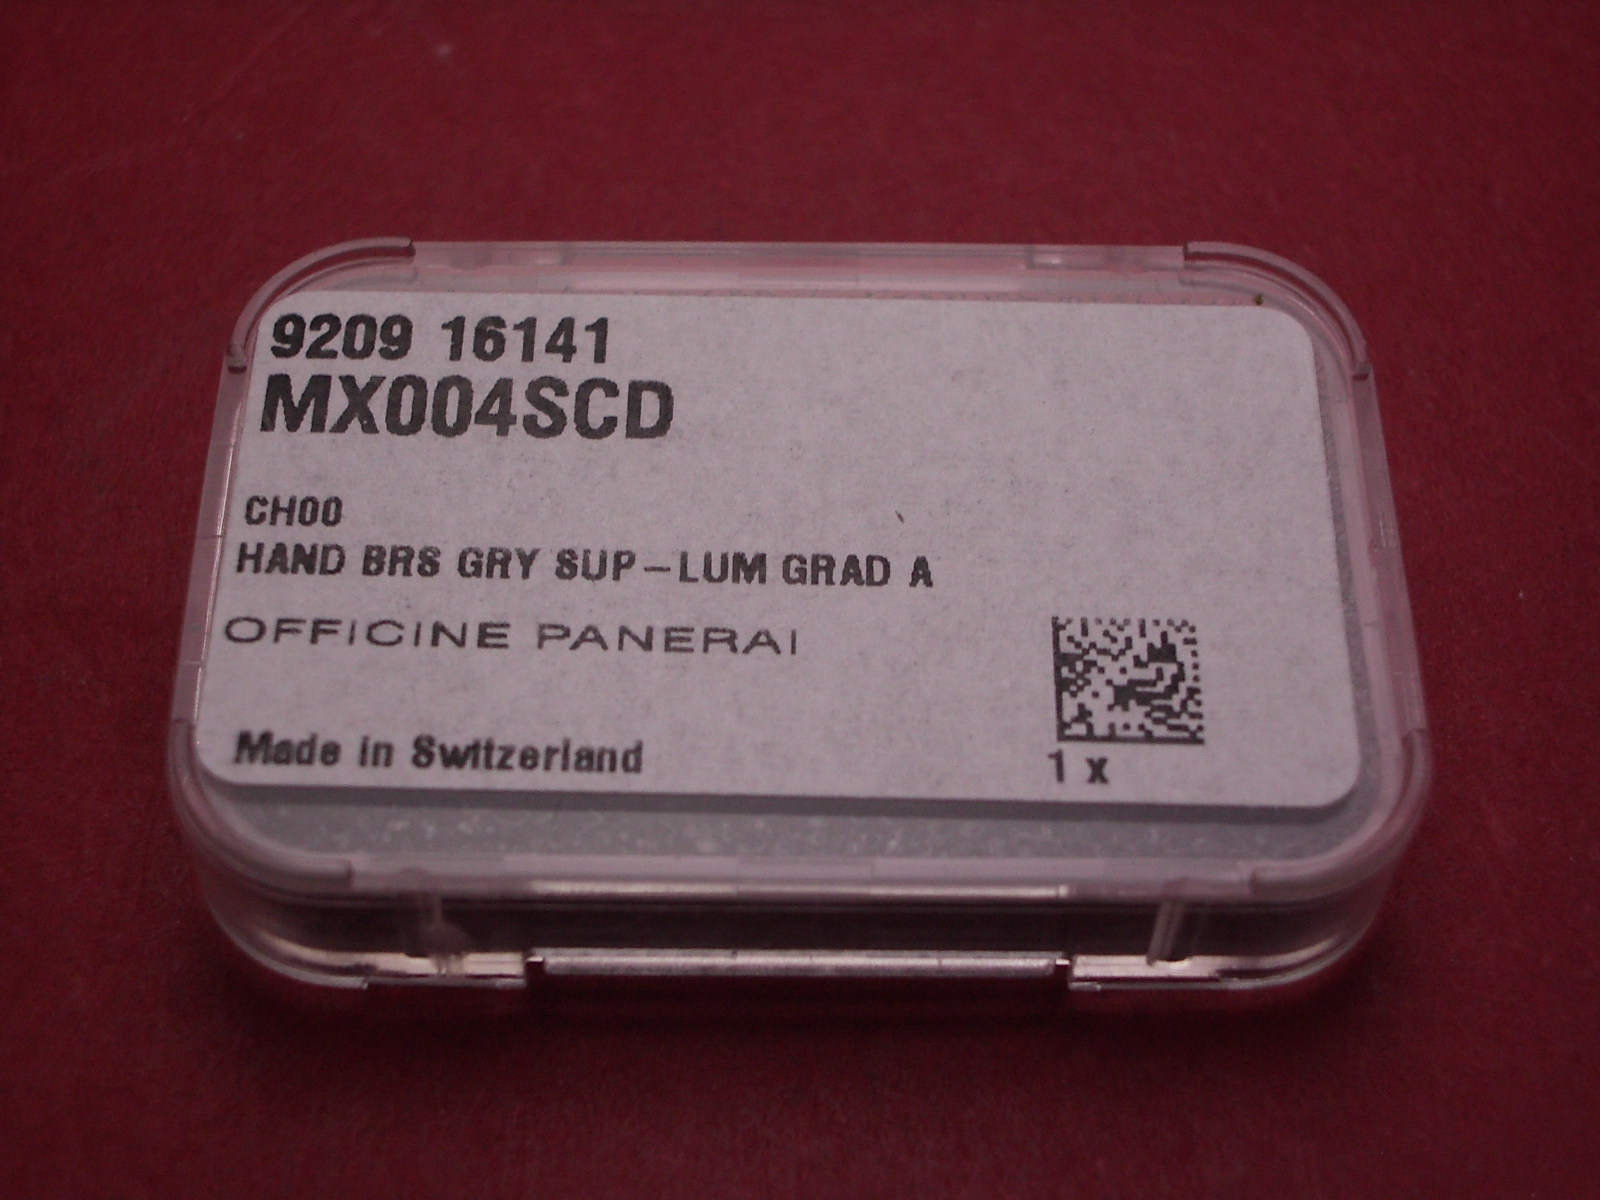 9209 16141
MX004SCD
CH00
HAND BRS GRY SUP-LUM GRAD A
OFFICINE PANERAI
Made in Switzerland
1 x